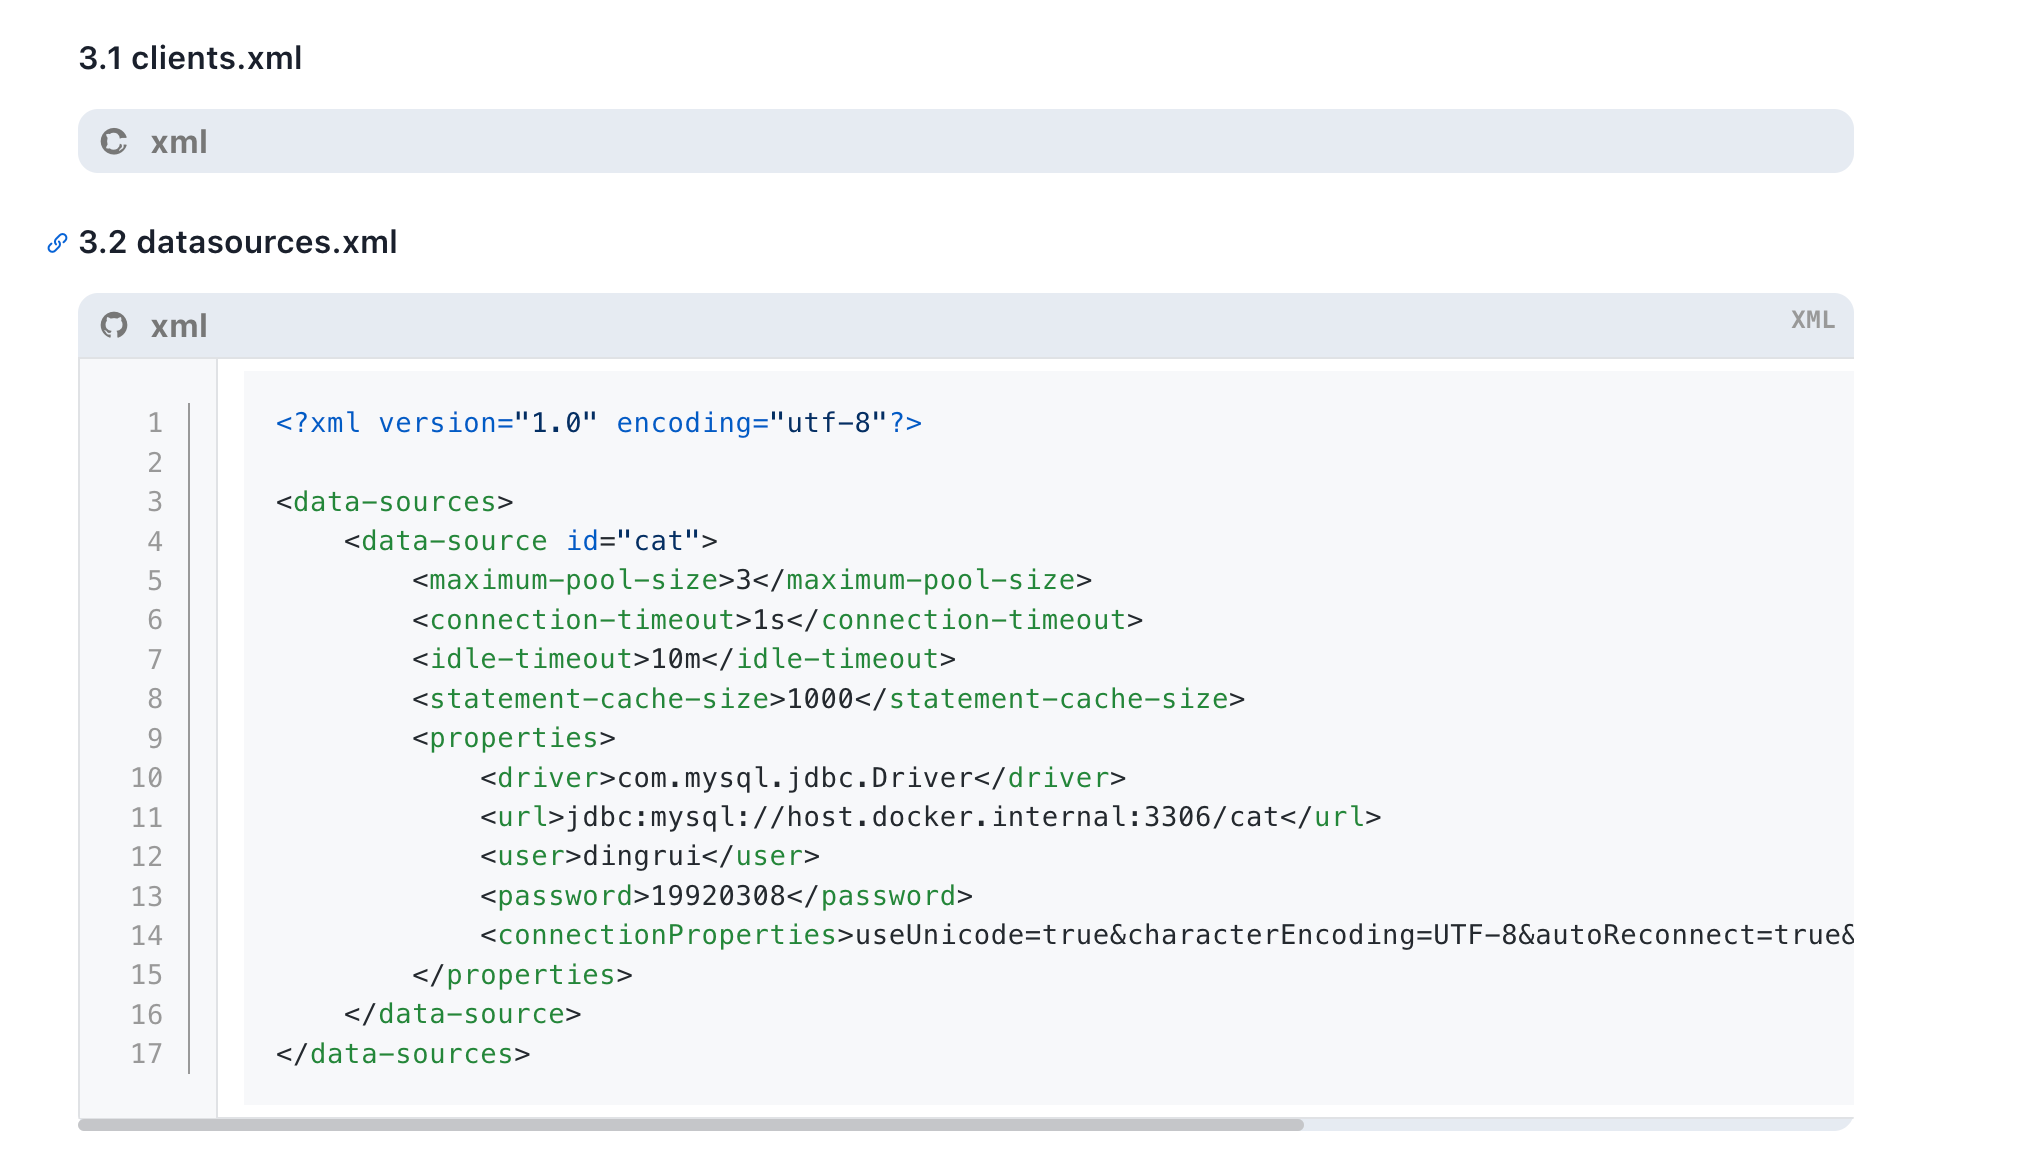 3.1 clients.xml
xml
3.2 datasources.xml
xml XML
1 <?xml version="1.0" encoding="utf-8"?>
2
3 <data-sources>
4     <data-source id="cat">
5         <maximum-pool-size>3</maximum-pool-size>
6         <connection-timeout>1s</connection-timeout>
7         <idle-timeout>10m</idle-timeout>
8         <statement-cache-size>1000</statement-cache-size>
9         <properties>
10             <driver>com.mysql.jdbc.Driver</driver>
11             <url>jdbc:mysql://host.docker.internal:3306/cat</url>
12             <user>dingrui</user>
13             <password>19920308</password>
14             <connectionProperties>useUnicode=true&characterEncoding=UTF-8&autoReconnect=true&
15         </properties>
16     </data-source>
17 </data-sources>